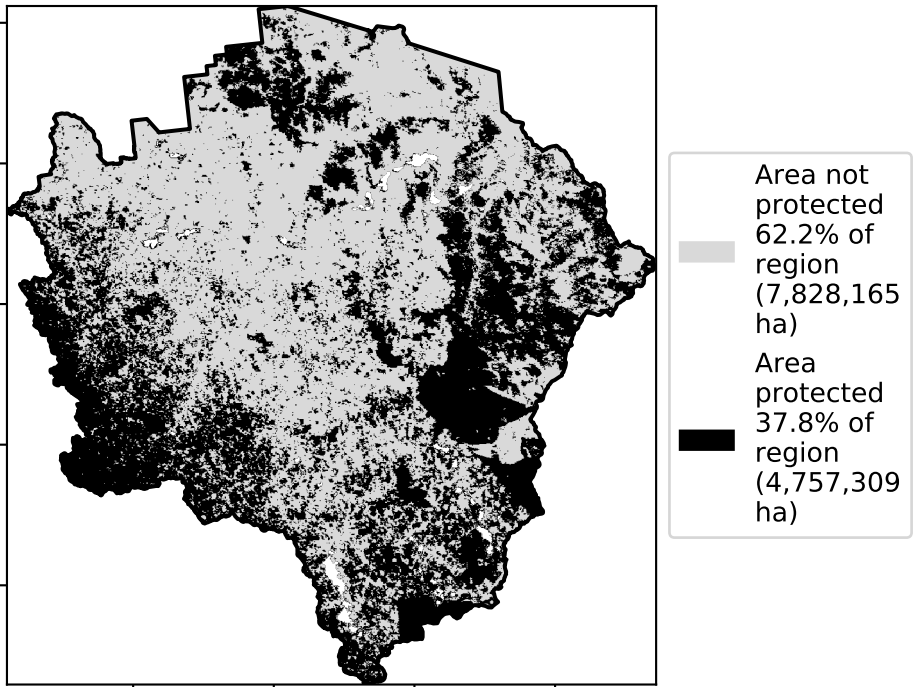 Area not
protected
62.2% of
region
(7,828,165
ha)
Area
protected
37.8% of
region
(4,757,309
ha)